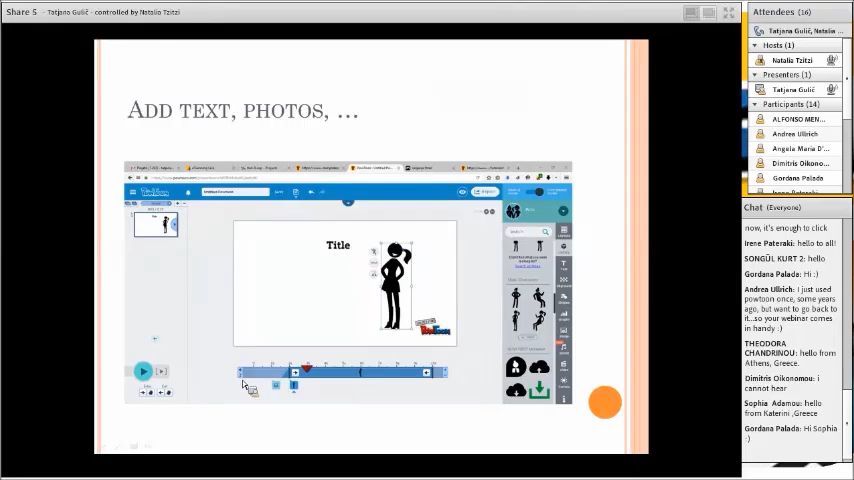 Share 5 - Tatjana Gulič - controlled by Natalia Tzitzi
ADD TEXT, PHOTOS, …
Title
Title
Attendees (16)
Tatjana Gulič, Natalia ...
Hosts (1)
Natalia Tzitzi
Presenters (1)
Tatjana Gulič
Participants (14)
ALFONSO MEN...
Andrea Ullrich
Angela Maria D'...
Dimitris Oikono...
Gordana Palada
Irene Pateraki
Chat (Everyone)
now, it's enough to click
Irene Pateraki: hello to all!
SONGÜL KURT 2: hello
Gordana Palada: Hi :)
Andrea Ullrich: I just used
powtoon once, some years
ago, but want to go back to
it...so your webinar comes
in handy :)
THEODORA
CHANDRINOU: hello from
Athens, Greece.
Dimitris Oikonomou: i
cannot hear
Sophia Adamou: hello
from Katerini ,Greece
Gordana Palada: Hi Sophia
:)